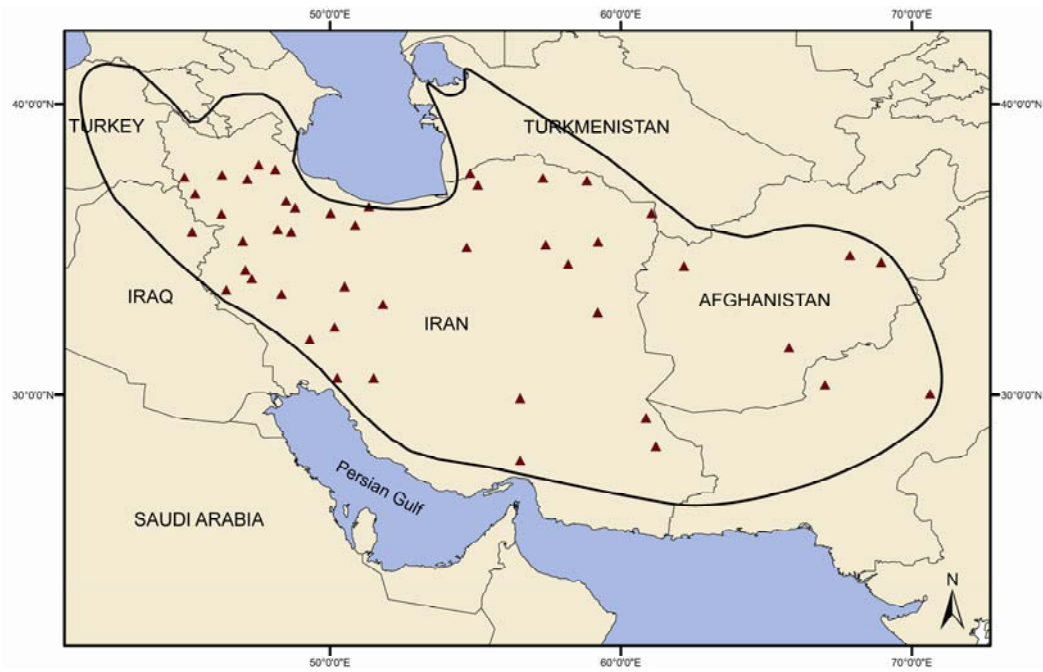 50°0'0"E 60°0'0"E 70°0'0"E
40°0'0"N 40°0'0"N
TURKEY TURKMENISTAN
IRAQ IRAN AFGHANISTAN
30°0'0"N 30°0'0"N
Persian Gulf
SAUDI ARABIA
N
50°0'0"E 60°0'0"E 70°0'0"E